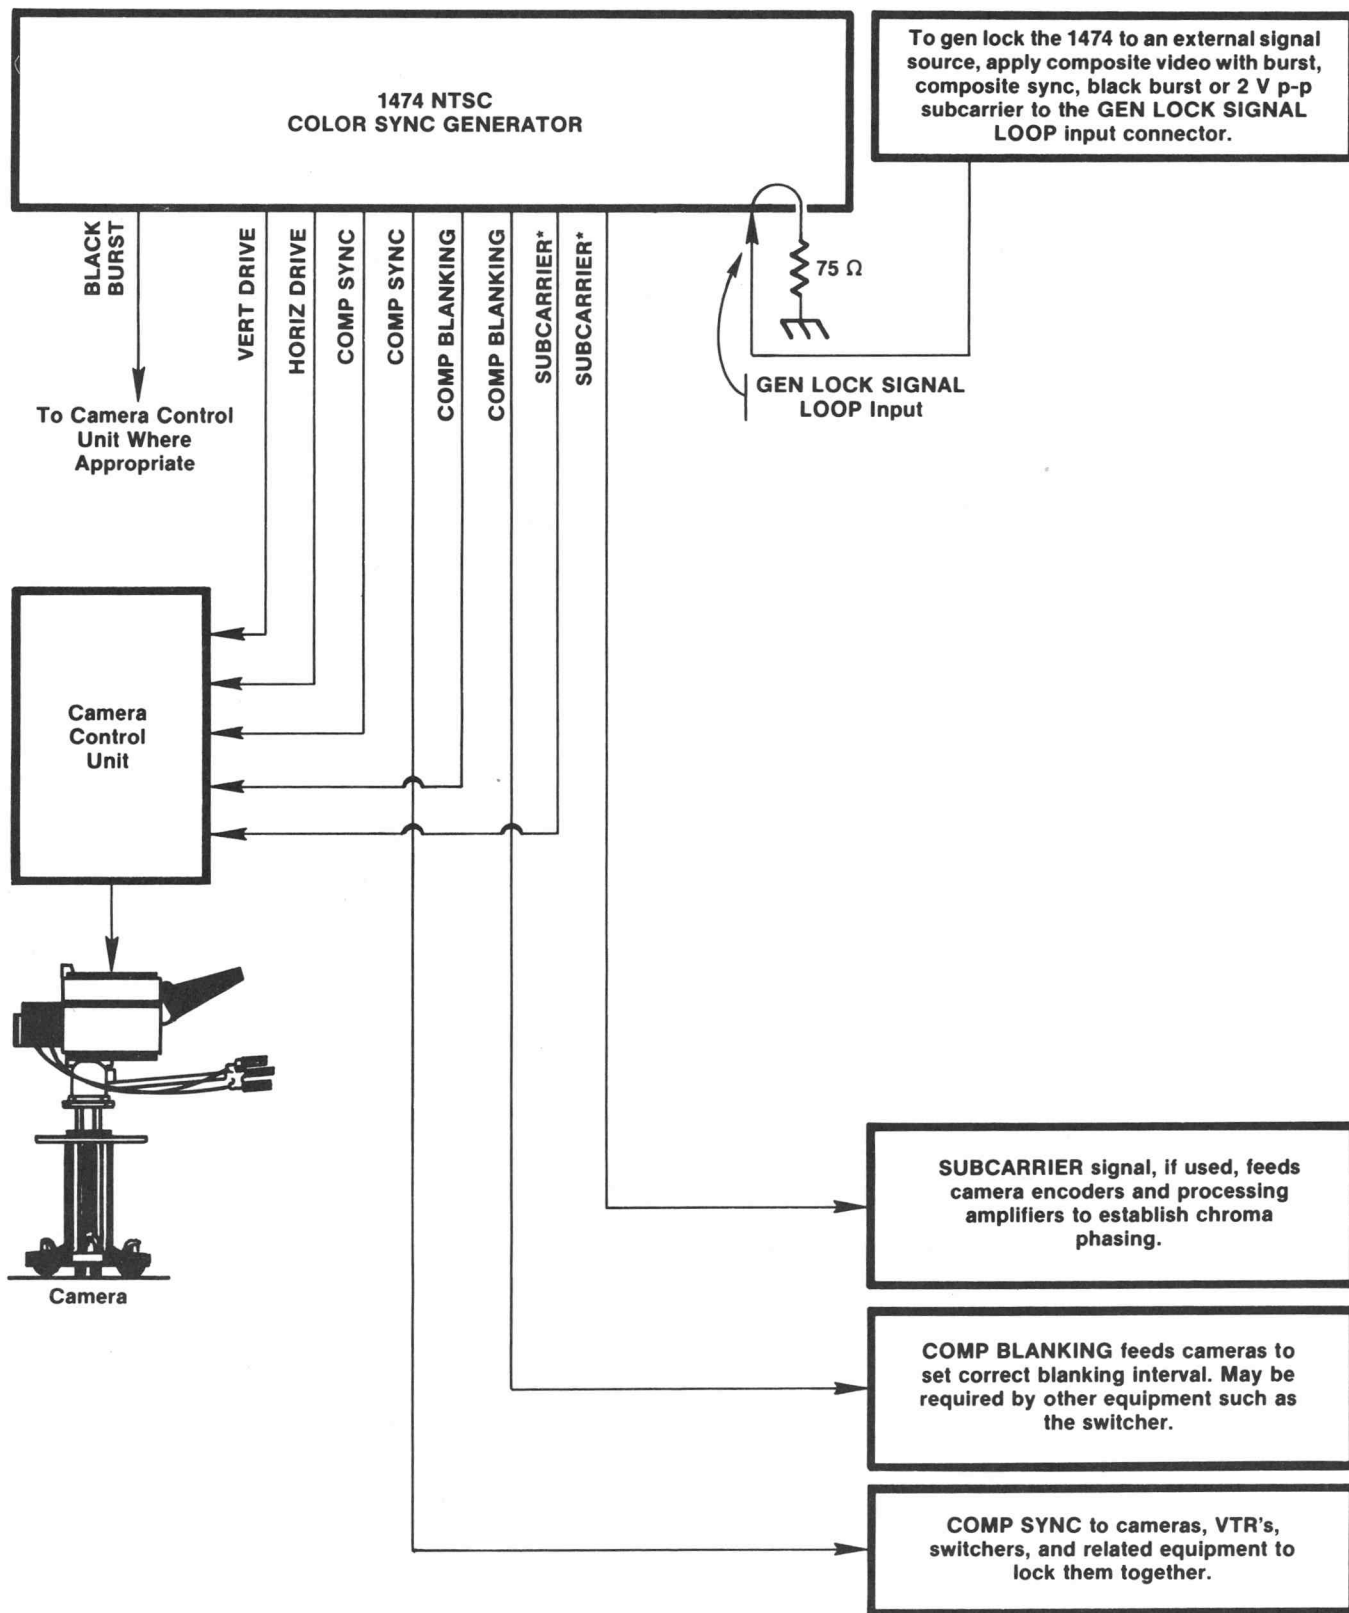 1474 NTSC
COLOR SYNC GENERATOR
To gen lock the 1474 to an external signal
source, apply composite video with burst,
composite sync, black burst or 2 V p-p
subcarrier to the GEN LOCK SIGNAL
LOOP input connector.
BLACK
BURST
VERT DRIVE
HORIZ DRIVE
COMP SYNC
COMP SYNC
COMP BLANKING
COMP BLANKING
SUBCARRIER*
SUBCARRIER*
75 Ω
GEN LOCK SIGNAL
LOOP Input
To Camera Control
Unit Where
Appropriate
Camera
Control
Unit
Camera
SUBCARRIER signal, if used, feeds
camera encoders and processing
amplifiers to establish chroma
phasing.
COMP BLANKING feeds cameras to
set correct blanking interval. May be
required by other equipment such as
the switcher.
COMP SYNC to cameras, VTR's,
switchers, and related equipment to
lock them together.